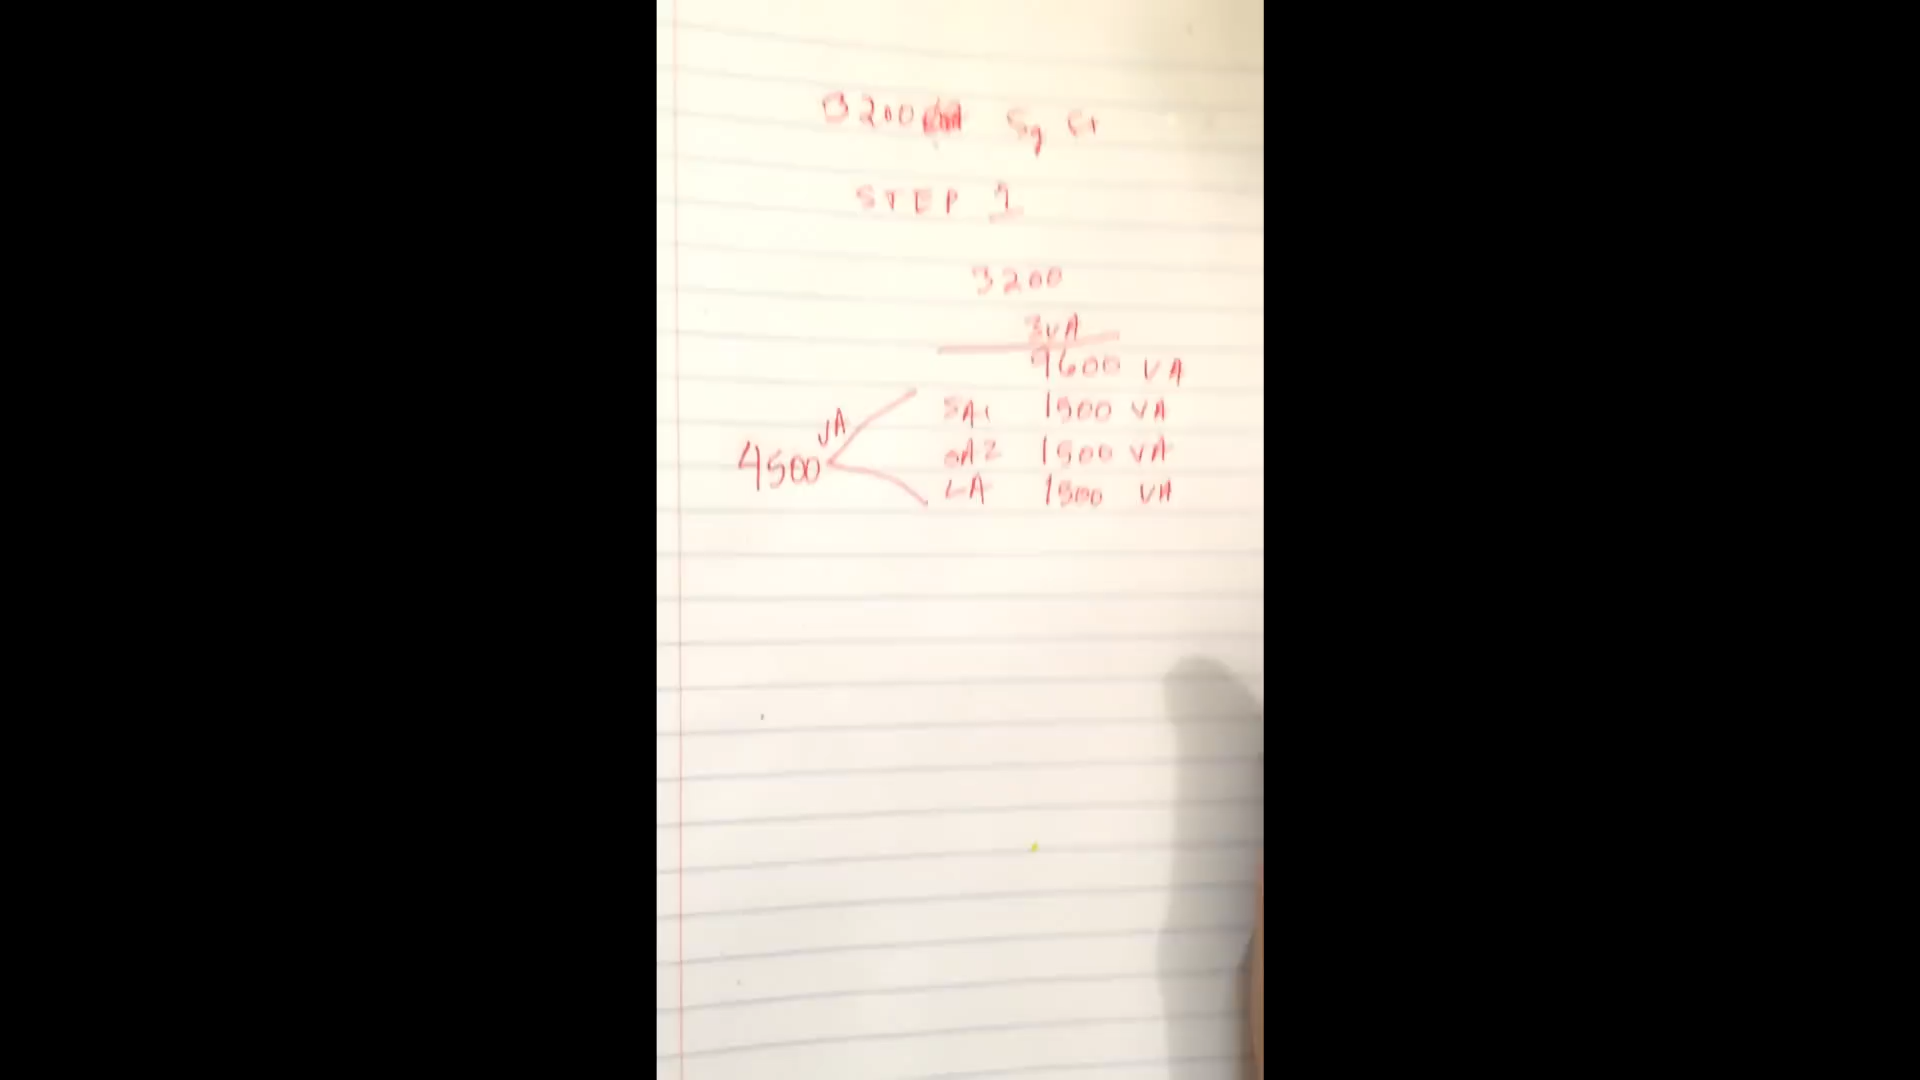 3200 Sq Ft
STEP 1
3200
3VA
9600 VA
SA1 1500 VA
SA2 1500 VA
LA 1500 VA
4500 VA